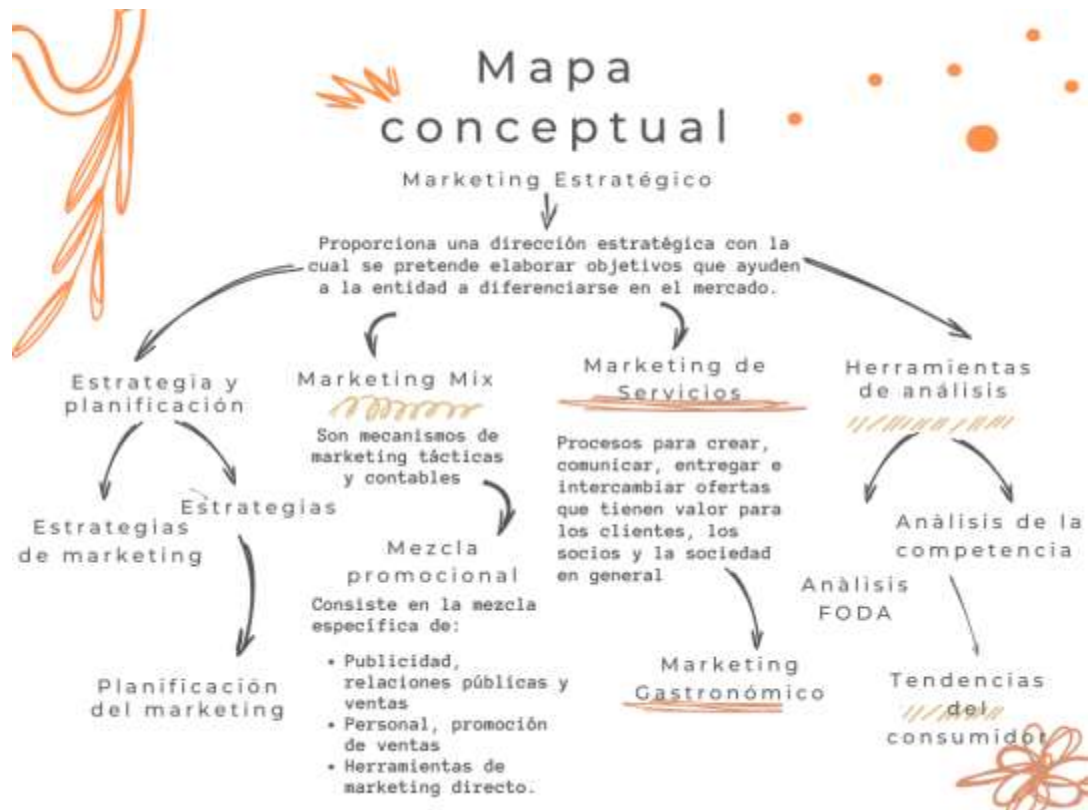 Mapa
conceptual
Marketing Estratégico
Proporciona una dirección estratégica con la
cual se pretende elaborar objetivos que ayuden
a la entidad a diferenciarse en el mercado.
Estrategia y
planificación
Estrategias
de marketing
Estrategias
Planificación
del marketing
Marketing Mix
Son mecanismos de
marketing tácticas
y contables
Mezcla
promocional
Consiste en la mezcla
específica de:
• Publicidad,
relaciones públicas y
ventas
• Personal, promoción
de ventas
• Herramientas de
marketing directo.
Marketing de
Servicios
Procesos para crear,
comunicar, entregar e
intercambiar ofertas
que tienen valor para
los clientes, los
socios y la sociedad
en general
Marketing
Gastronómico
Herramientas
de análisis
Anàlisis
FODA
Anàlisis de la
competencia
Tendencias
del
consumidor